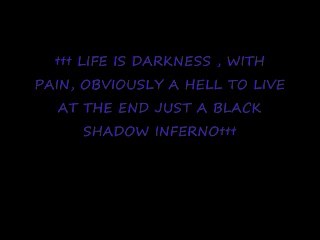 ††† LIFE IS DARKNESS , WITH
PAIN, OBVIOUSLY A HELL TO LIVE
AT THE END JUST A BLACK
SHADOW INFERNO†††